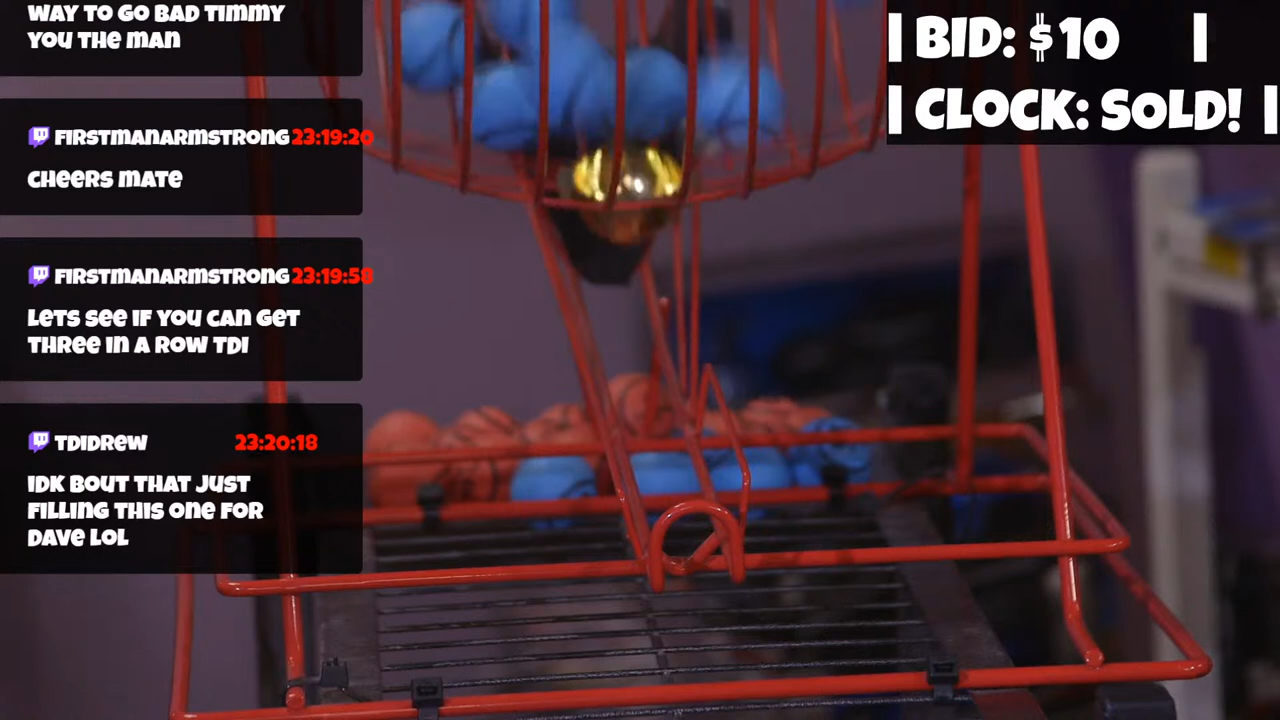 WAY TO GO BAD TIMMY
YOU THE MAN
FIRSTMANARMSTRONG 23:19:20
CHEERS MATE
FIRSTMANARMSTRONG 23:19:58
LETS SEE IF YOU CAN GET
THREE IN A ROW TDI
TDIDREW 23:20:18
IDK BOUT THAT JUST
FILLING THIS ONE FOR
DAVE LOL
| BID: $10 |
| CLOCK: SOLD! |